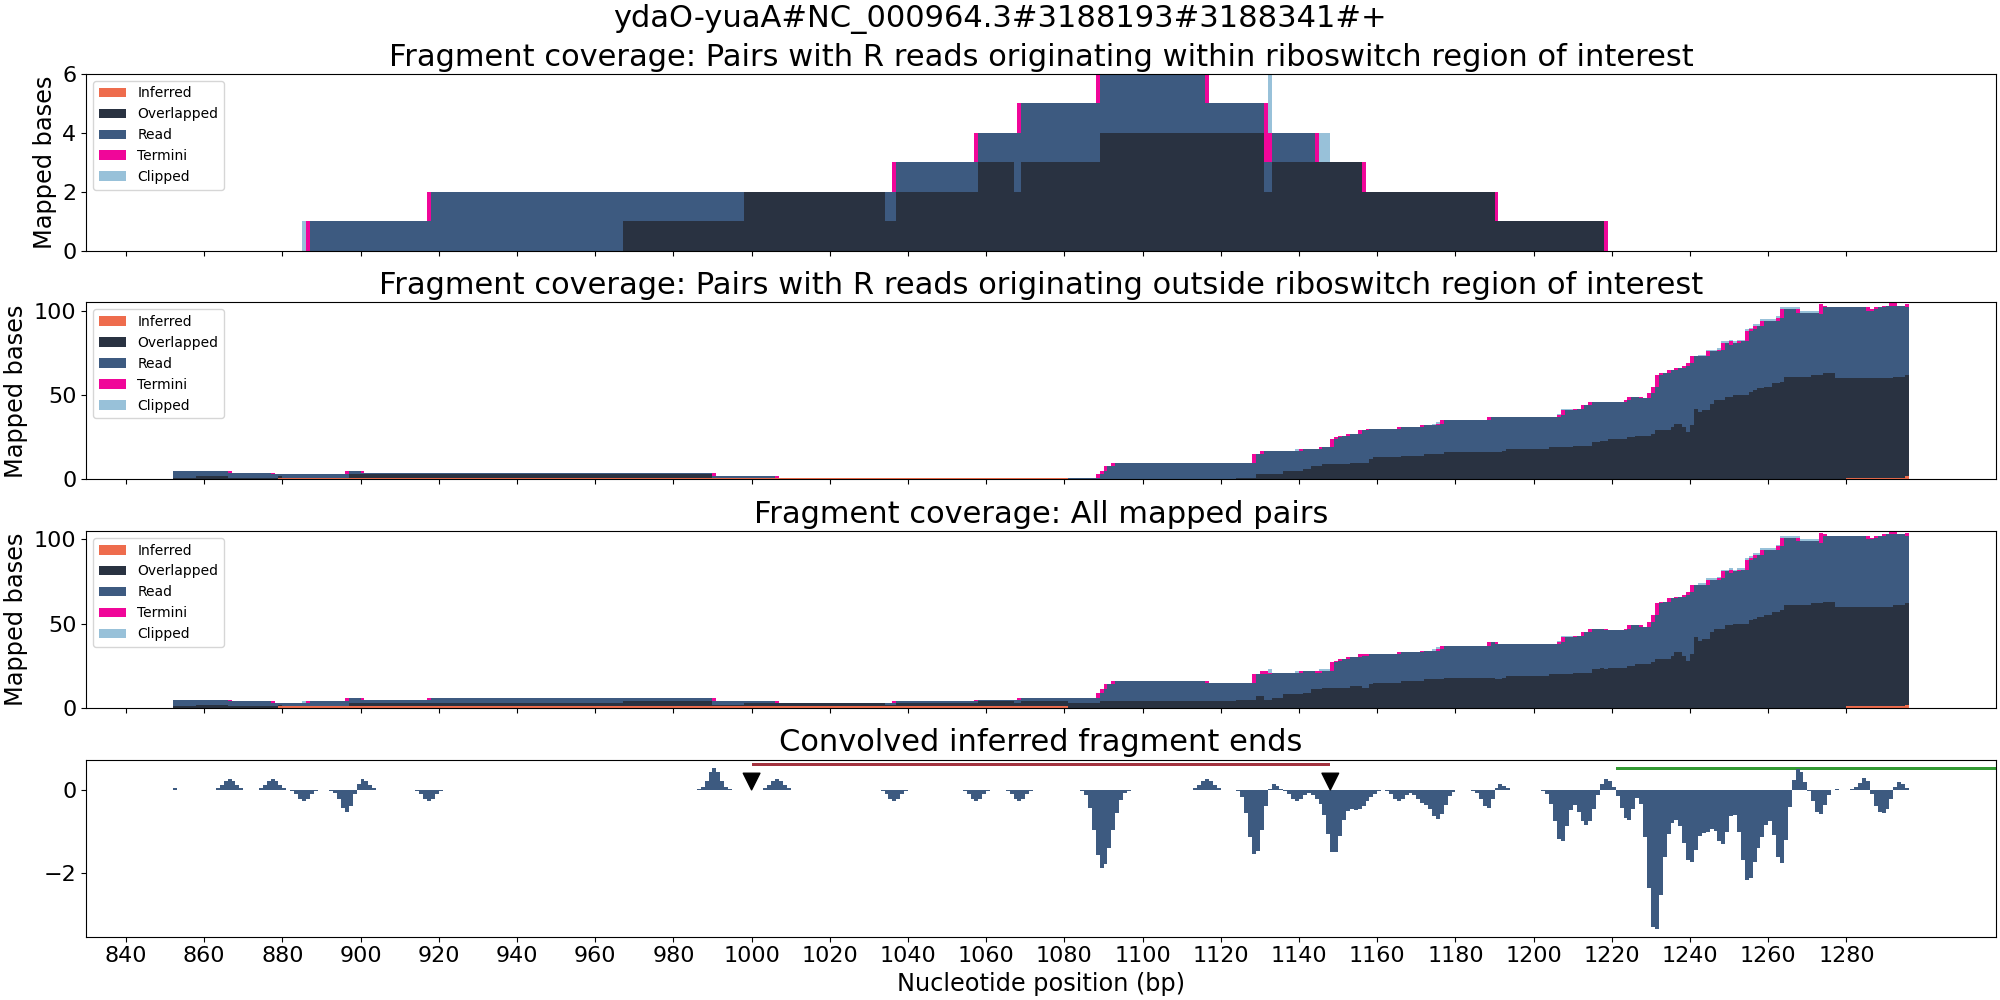 ydaO-yuaA#NC_000964.3#3188193#3188341#+
Fragment coverage: Pairs with R reads originating within riboswitch region of interest
Mapped bases
6
4
2
0
Inferred
Overlapped
Read
Termini
Clipped
Fragment coverage: Pairs with R reads originating outside riboswitch region of interest
Mapped bases
100
50
0
Inferred
Overlapped
Read
Termini
Clipped
Fragment coverage: All mapped pairs
Mapped bases
100
50
0
Inferred
Overlapped
Read
Termini
Clipped
Convolved inferred fragment ends
0
−2
840 860 880 900 920 940 960 980 1000 1020 1040 1060 1080 1100 1120 1140 1160 1180 1200 1220 1240 1260 1280
Nucleotide position (bp)